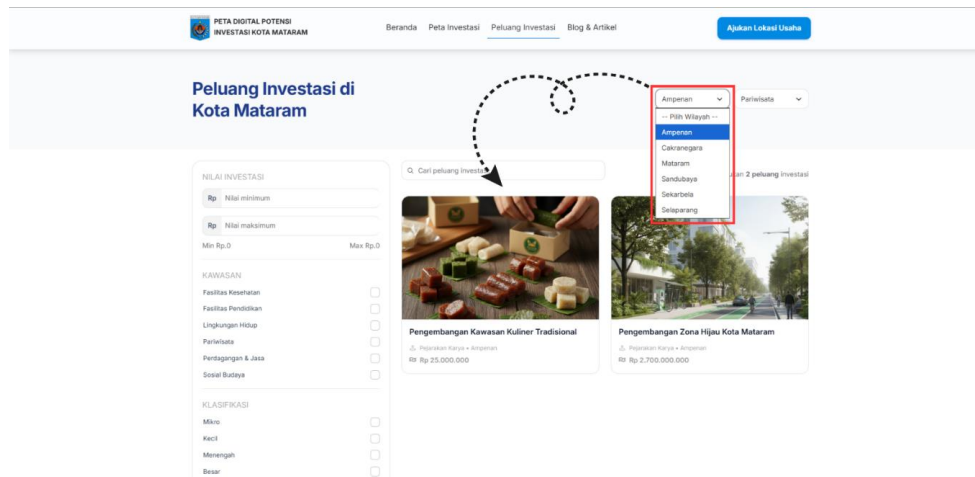 PETA DIGITAL POTENSI
INVESTASI KOTA MATARAM
Beranda
Peta Investasi
Peluang Investasi
Blog & Artikel
Ajukan Lokasi Usaha
Peluang Investasi di
Kota Mataram
Ampenan
Pariwisata
-- Pilih Wilayah --
Ampenan
Cakranegara
Mataram
Sandubaya
Sekarbela
Selaparang
NILAI INVESTASI
Rp Nilai minimum
Rp Nilai maksimum
Min Rp.0
Max Rp.0
KAWASAN
Fasilitas Kesehatan
Fasilitas Pendidikan
Lingkungan Hidup
Pariwisata
Perdagangan & Jasa
Sosial Budaya
KLASIFIKASI
Mikro
Kecil
Menengah
Besar
Cari peluang investasi
2 peluang investasi
Pengembangan Kawasan Kuliner Tradisional
Pejarakan Karya • Ampenan
Rp 25.000.000
Pengembangan Zona Hijau Kota Mataram
Pejarakan Karya • Ampenan
Rp 2.700.000.000